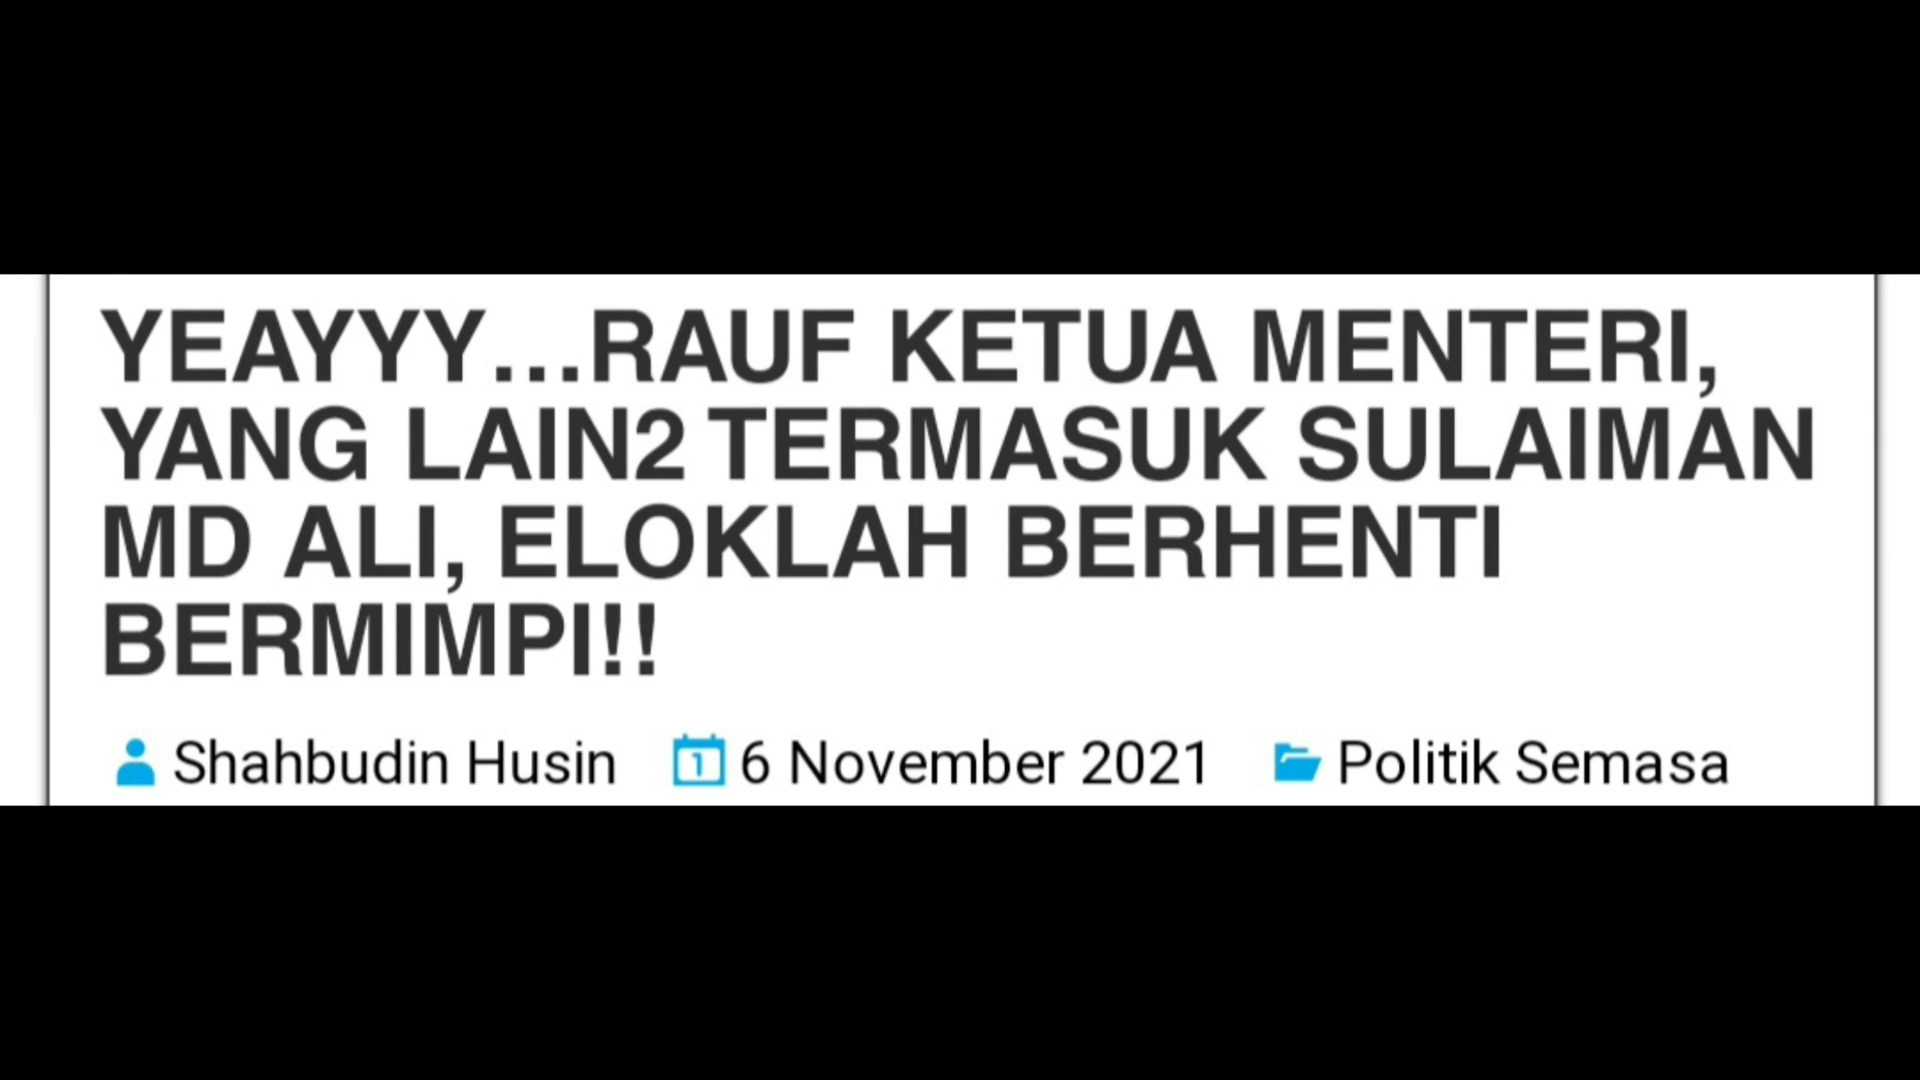 YEAYYY...RAUF KETUA MENTERI,
YANG LAIN2 TERMASUK SULAIMAN
MD ALI, ELOKLAH BERHENTI
BERMIMPI!!
Shahbudin Husin 6 November 2021 Politik Semasa